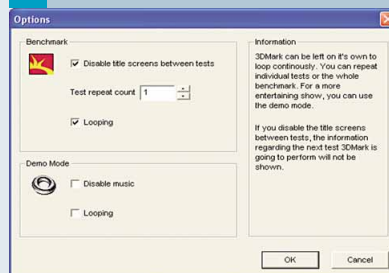 Options
Benchmark
Disable title screens between tests
Test repeat count 1
Looping
Demo Mode
Disable music
Looping
Information
3DMark can be left on it's own to
loop continously. You can repeat
individual tests or the whole
benchmark. For a more
entertaining show, you can use
the demo mode.
If you disable the title screens
between tests, the information
regarding the next test 3DMark is
going to perform will not be
shown.
OK
Cancel